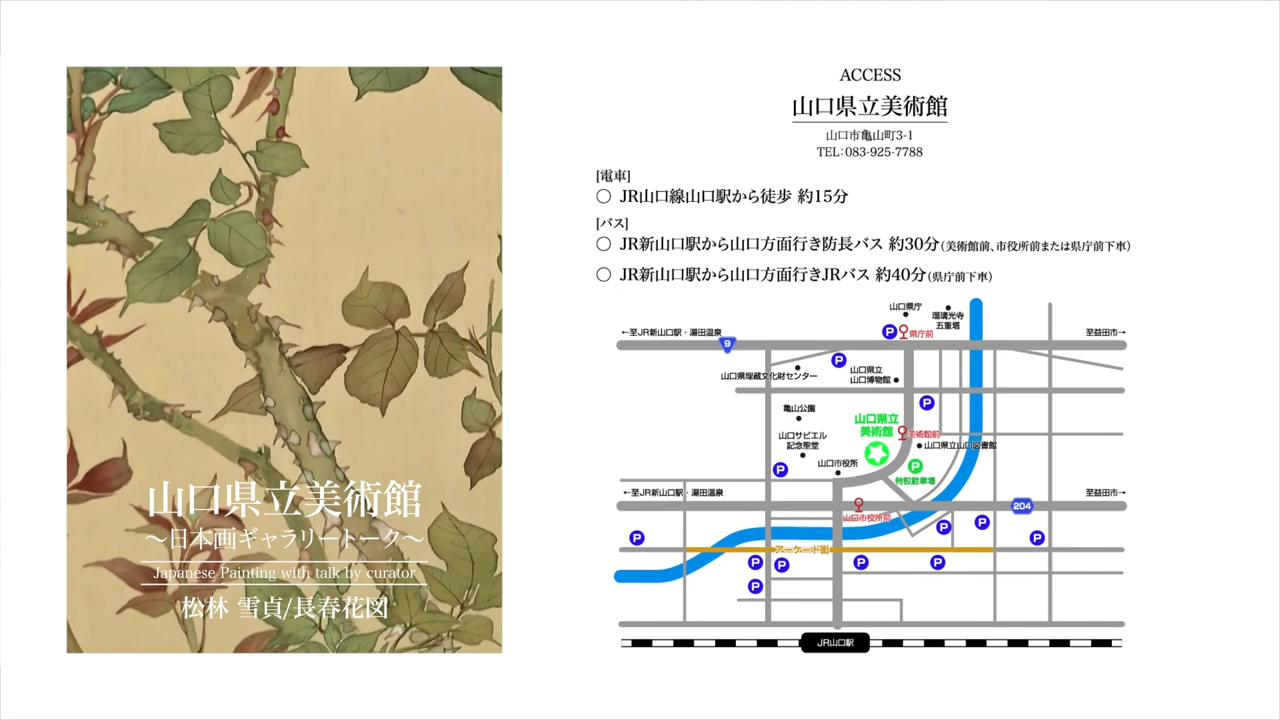 山口県立美術館
～日本画ギャラリートーク～
Japanese Painting with talk by curator
松林 雪貞/長春花図
ACCESS
山口県立美術館
山口市亀山町3-1
TEL:083-925-7788
[電車]
○ JR山口線山口駅から徒歩 約15分
[バス]
○ JR新山口駅から山口方面行き防長バス 約30分(美術館前、市役所前または県庁前下車)
○ JR新山口駅から山口方面行きJRバス 約40分(県庁前下車)
山口県庁
瑠璃光寺
五重塔
←至JR新山口駅・湯田温泉
9
P
県庁前
至益田市→
P
山口県埋蔵文化財センター
山口県立
山口博物館
P
亀山公園
山口県立
美術館
山口サビエル
記念聖堂
美術館前
山口県立山口図書館
P
山口市役所
P
特設駐車場
←至JR新山口駅・湯田温泉
至益田市→
204
山口市役所前
P
P
P
P
アーケード街
P
P
P
P
P
JR山口駅